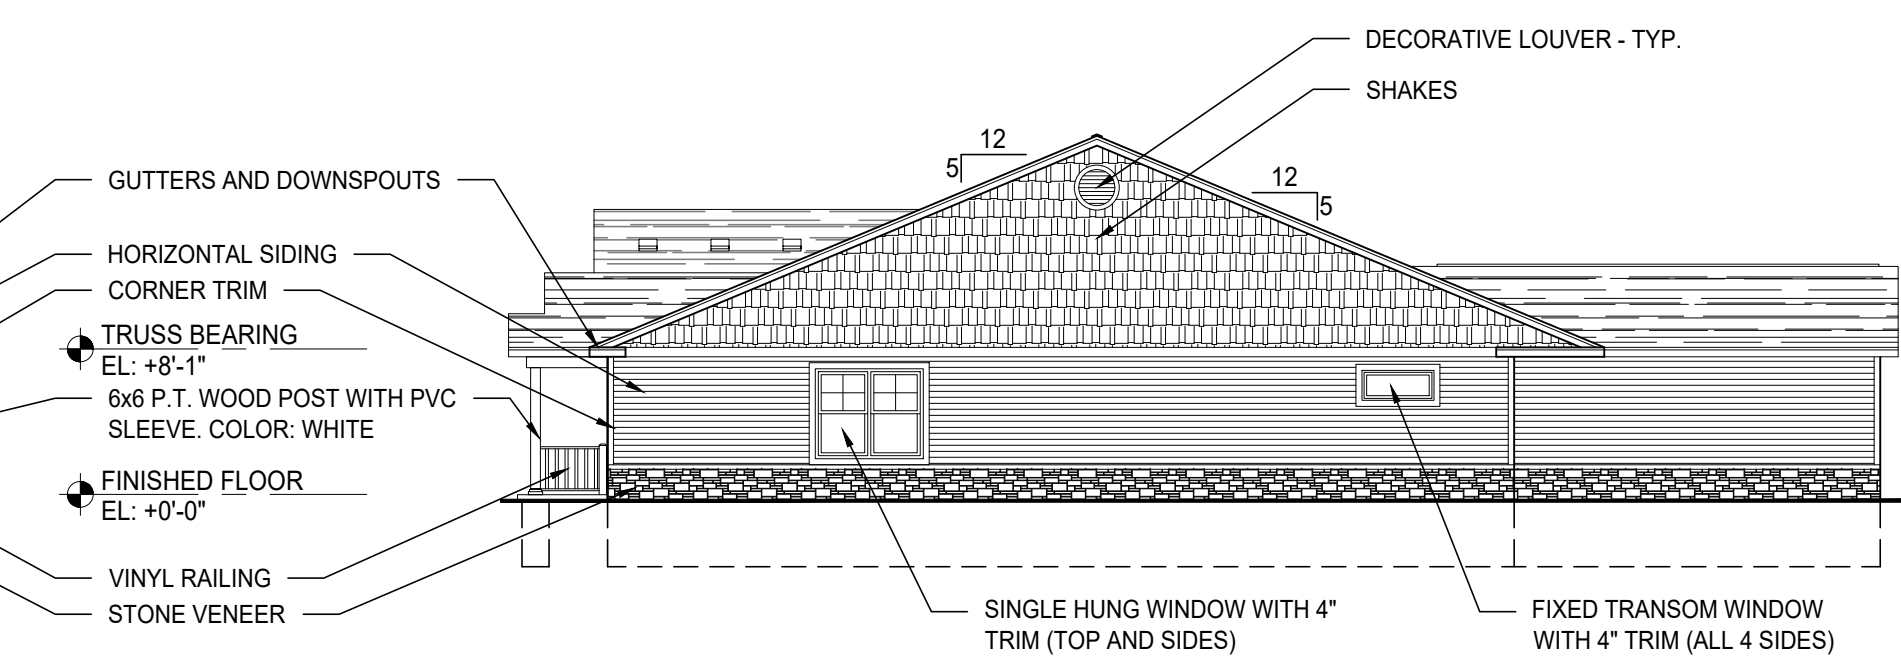 DECORATIVE LOUVER - TYP.
SHAKES
12
5
12
5
GUTTERS AND DOWNSPOUTS
HORIZONTAL SIDING
CORNER TRIM
TRUSS BEARING
EL: +8'-1"
6x6 P.T. WOOD POST WITH PVC
SLEEVE. COLOR: WHITE
FINISHED FLOOR
EL: +0'-0"
VINYL RAILING
STONE VENEER
SINGLE HUNG WINDOW WITH 4"
TRIM (TOP AND SIDES)
FIXED TRANSOM WINDOW
WITH 4" TRIM (ALL 4 SIDES)